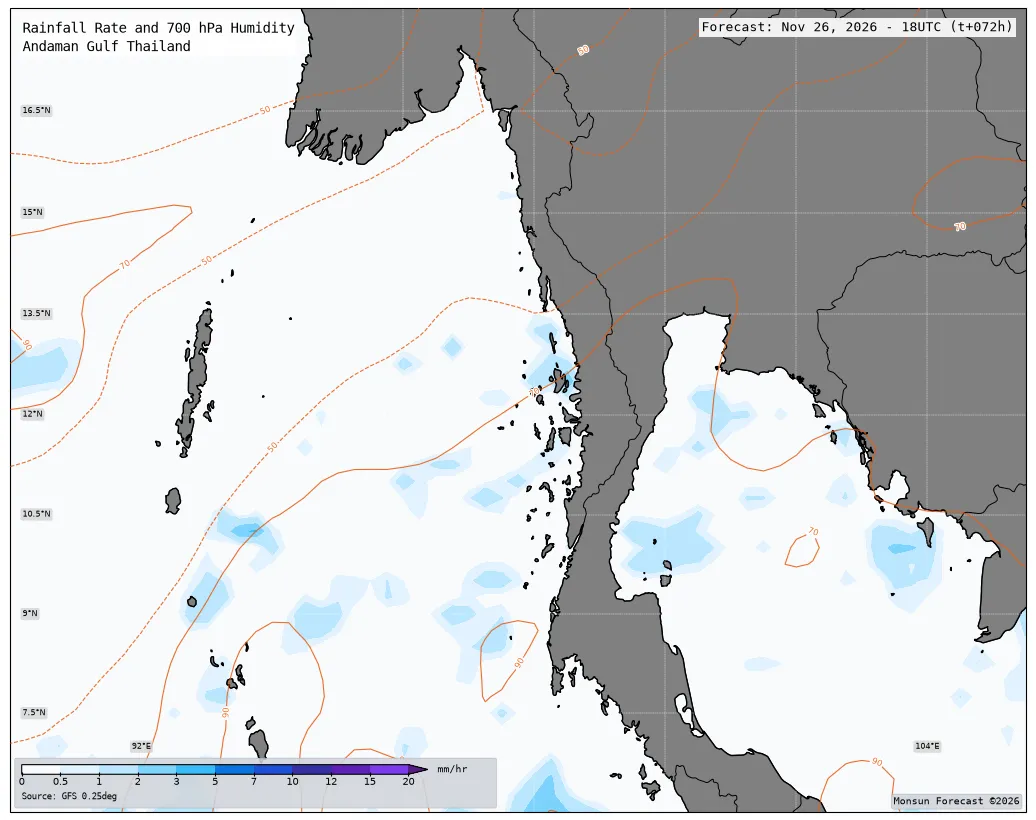 Rainfall Rate and 700 hPa Humidity
Andaman Gulf Thailand
Forecast: Nov 26, 2026 - 18UTC (t+072h)
50
50
16.5°N
15°N
70
50
70
13.5°N
90
70
12°N
50
10.5°N
70
9°N
90
90
7.5°N
92°E
104°E
90
mm/hr
0 0.5 1 2 3 5 7 10 12 15 20
Source: GFS 0.25deg
Monsun Forecast ©2026